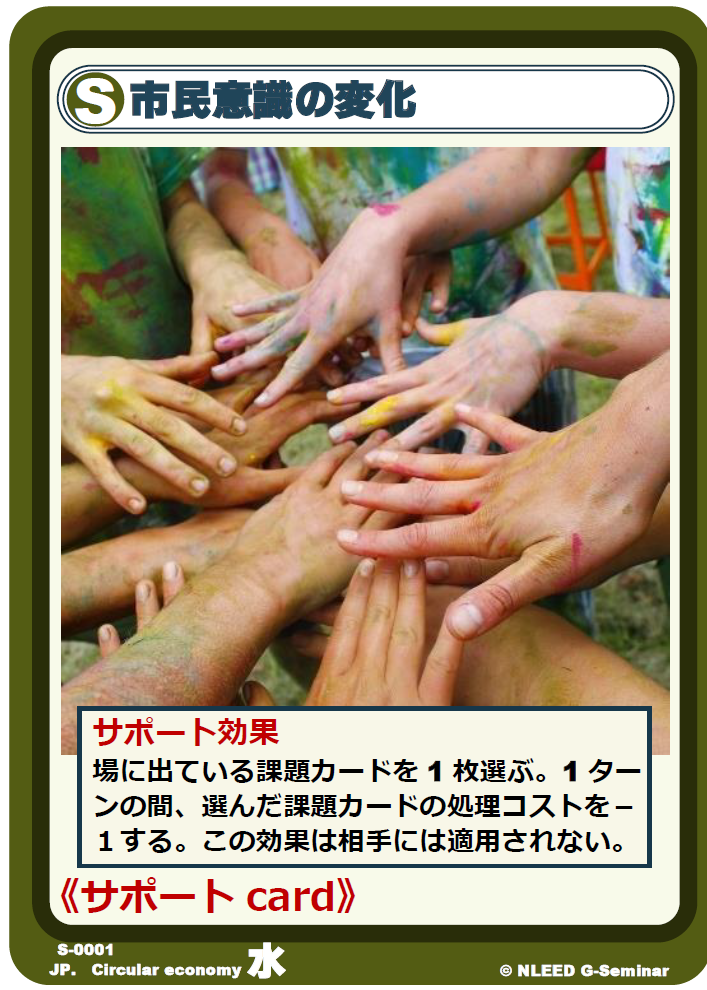 S 市民意識の変化
サポート効果
場に出ている課題カードを 1 枚選ぶ。1 ター
ンの間、選んだ課題カードの処理コストを－
１する。この効果は相手には適用されない。
《サポート card》
S-0001
JP. Circular economy 水
© NLEED G-Seminar